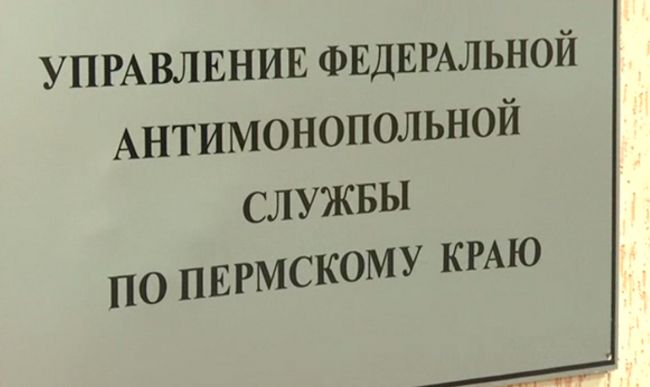 УПРАВЛЕНИЕ ФЕДЕРАЛЬНОЙ
АНТИМОНОПОЛЬНОЙ
СЛУЖБЫ
ПО ПЕРМСКОМУ КРАЮ